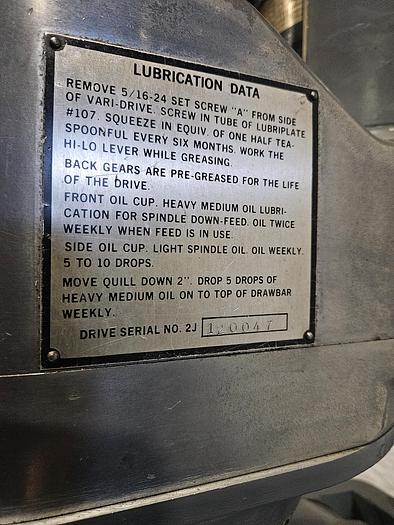 LUBRICATION DATA
REMOVE 5/16-24 SET SCREW "A" FROM SIDE
OF VARI-DRIVE. SCREW IN TUBE OF LUBRIPLATE
#107. SQUEEZE IN EQUIV. OF ONE HALF TEA-
SPOONFUL EVERY SIX MONTHS. WORK THE
HI-LO LEVER WHILE GREASING.
BACK GEARS ARE PRE-GREASED FOR THE LIFE
OF THE DRIVE.
FRONT OIL CUP. HEAVY MEDIUM OIL LUBRI-
CATION FOR SPINDLE DOWN-FEED. OIL TWICE
WEEKLY WHEN FEED IS IN USE.
SIDE OIL CUP. LIGHT SPINDLE OIL. OIL WEEKLY.
5 TO 10 DROPS.
MOVE QUILL DOWN 2". DROP 5 DROPS OF
HEAVY MEDIUM OIL ON TO TOP OF DRAWBAR
WEEKLY.
DRIVE SERIAL NO. 2J